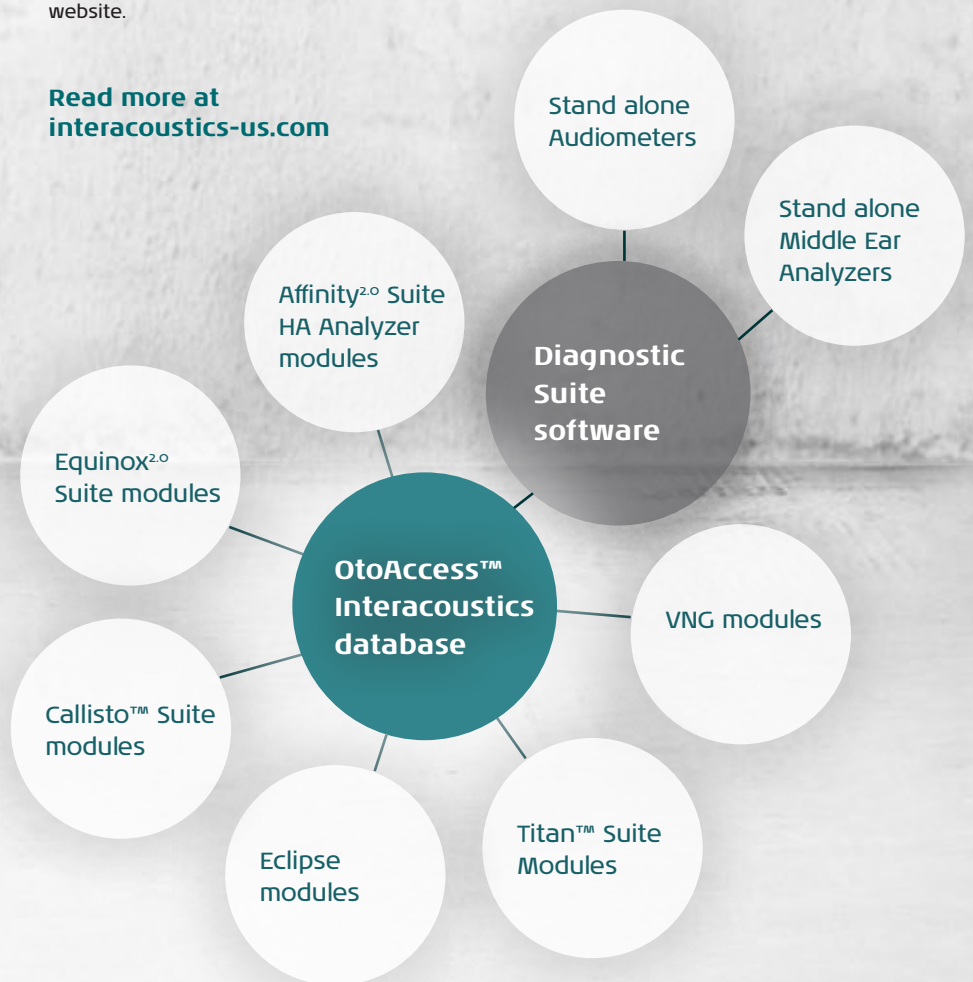 website.
Read more at
interacoustics-us.com
Stand alone
Audiometers
Stand alone
Middle Ear
Analyzers
Affinity²·⁰ Suite
HA Analyzer
modules
Diagnostic
Suite
software
Equinox²·⁰
Suite modules
OtoAccess™
Interacoustics
database
VNG modules
Callisto™ Suite
modules
Titan™ Suite
Modules
Eclipse
modules